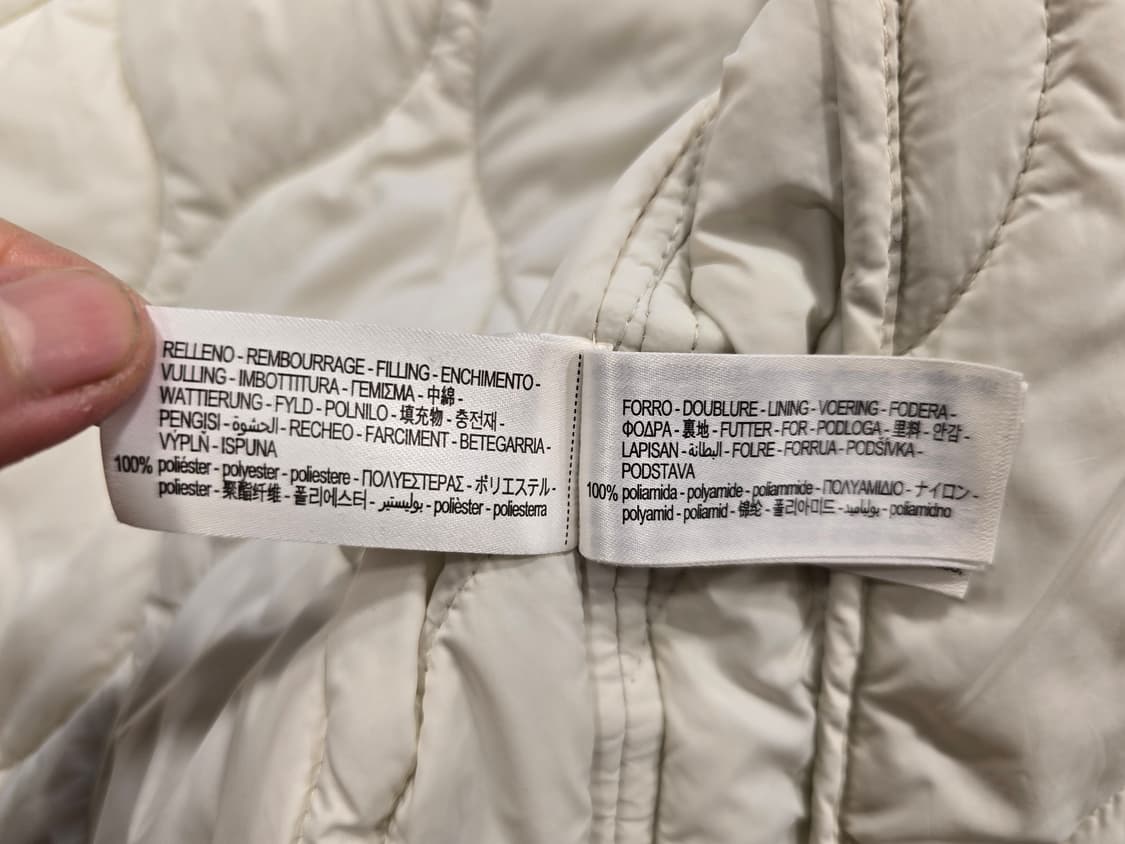 RELLENO - REMBOURRAGE - FILLING - ENCHIMENTO -
VULLING - IMBOTTITURA - ΓΕΜΙΣΜΑ - 中綿 -
WATTIERUNG - FYLD - POLNILO - 填充物 - 충전재 -
PENGISI - الحشوة - RECHEO - FARCIMENT - BETEGARRIA -
VÝPLŇ - ISPUNA
100% poliéster - polyester - poliestere - ΠΟΛΥΕΣΤΕΡΑΣ - ポリエステル -
poliester - 聚酯纤维 - 폴리에스터 - بوليستير - polièster - poliesterra
FORRO - DOUBLURE - LINING - VOERING - FODERA -
ΦΟΔΡΑ - 裏地 - FUTTER - FOR - PODLOGA - 里料 - 안감 -
LAPISAN - البطانة - FOLRE - FORRUA - PODŠÍVKA -
PODSTAVA
100% poliamida - polyamide - poliammide - ΠΟΛΥΑΜΙΔΙΟ - ナイロン -
polyamid - poliamid - 锦纶 - 폴리아미드 - بولياميد - poliamidno